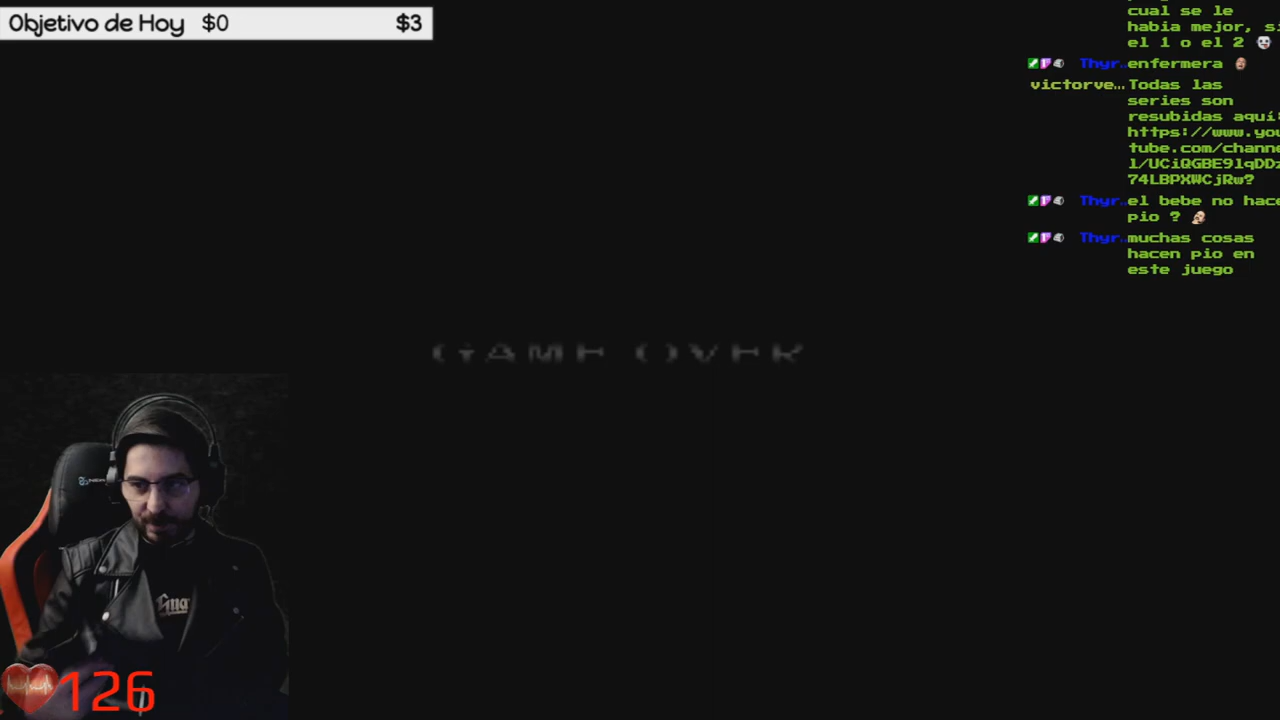 Objetivo de Hoy $0 $3
cual se le
habia mejor, si
el 1 o el 2
Thyr..enfermera
victorve...Todas las
series son
resubidas aquí:
https://www.you
tube.com/channe
l/UCiQGBE9lqDDz
74LBPXWCjRw?
Thyr..el bebe no hace
pio ?
Thyr..muchas cosas
hacen pio en
este juego
GAME OVER
126